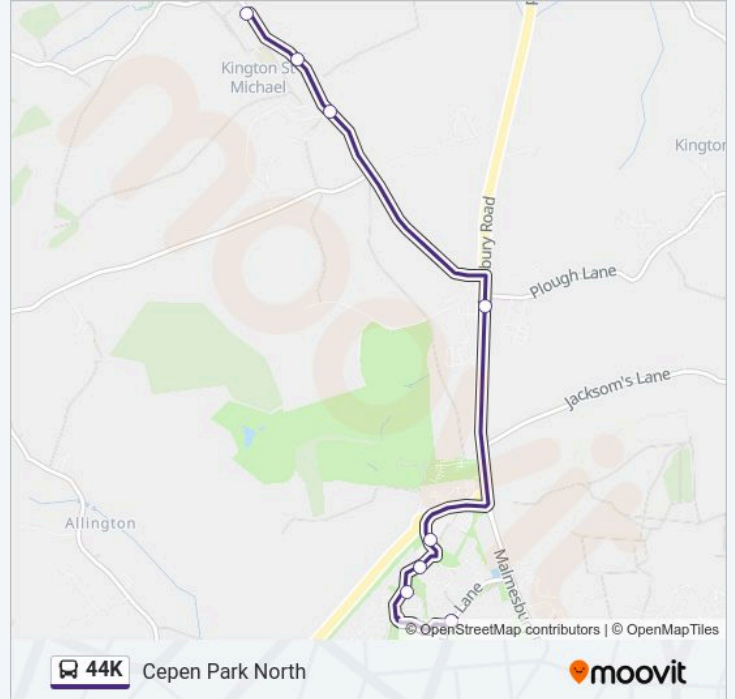 Kington St
Michael
Kington
bury Road
Plough Lane
Jacksom's Lane
Allington
Malmesbu
Lane
© OpenStreetMap contributors | © OpenMapTiles
44K Cepen Park North
moovit